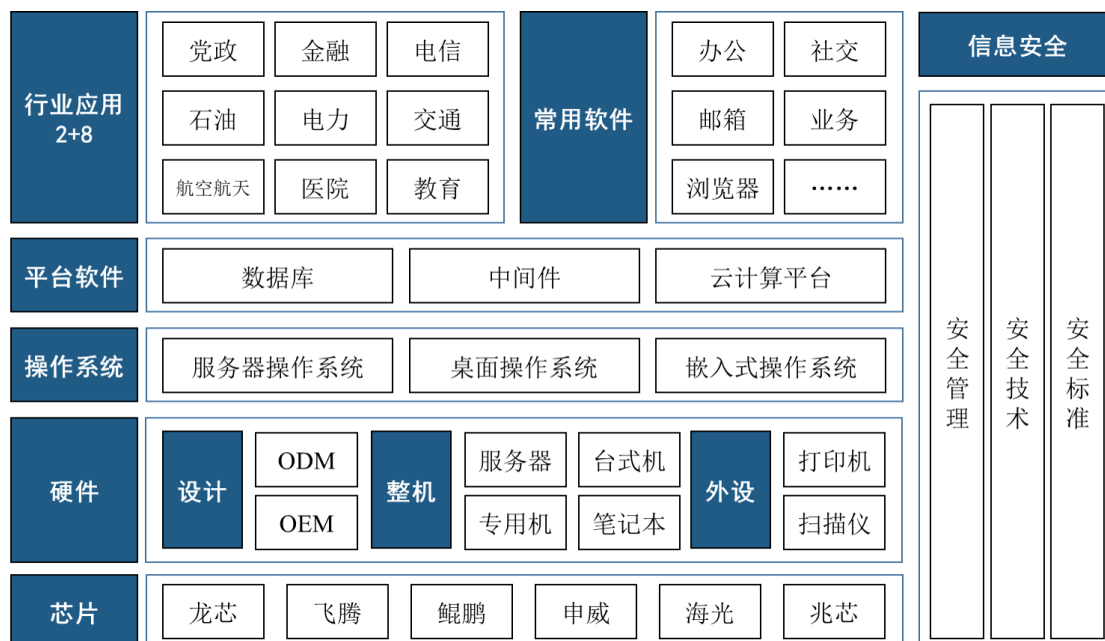 行业应用
2+8
党政
金融
电信
石油
电力
交通
航空航天
医院
教育
常用软件
办公
社交
邮箱
业务
浏览器
……
平台软件
数据库
中间件
云计算平台
操作系统
服务器操作系统
桌面操作系统
嵌入式操作系统
硬件
设计
ODM
OEM
整机
服务器
台式机
专用机
笔记本
外设
打印机
扫描仪
芯片
龙芯
飞腾
鲲鹏
申威
海光
兆芯
信息安全
安全管理
安全技术
安全标准